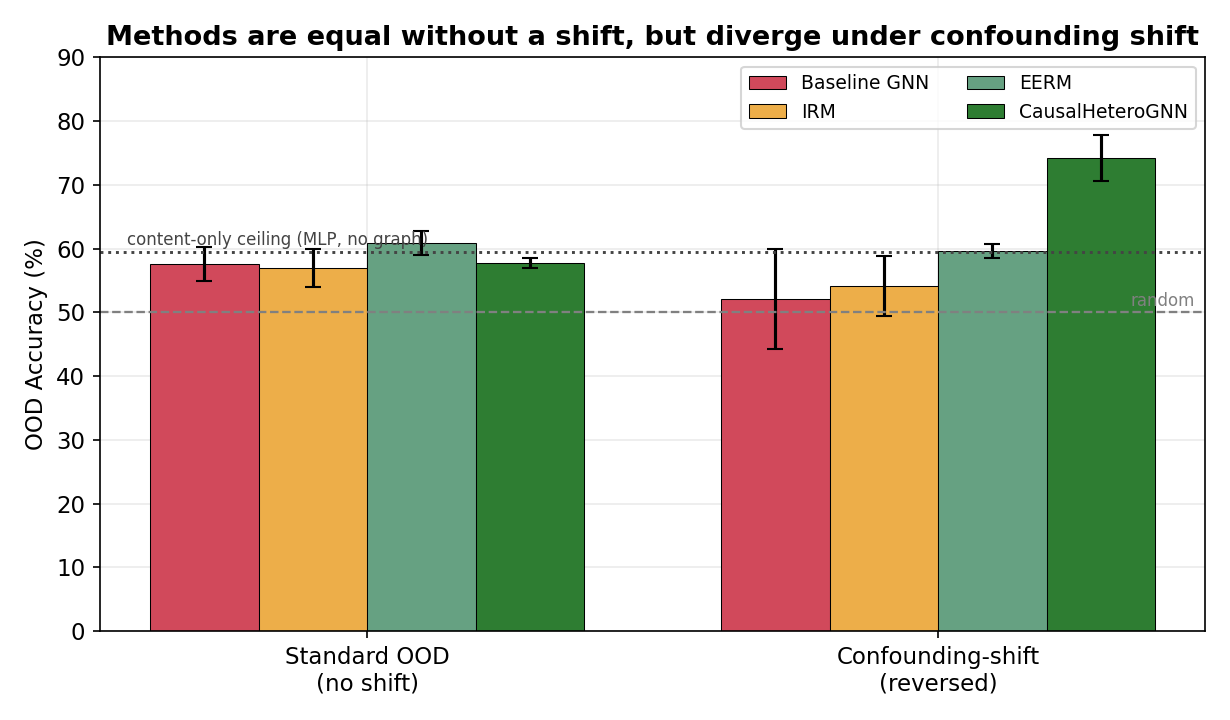 Methods are equal without a shift, but diverge under confounding shift
Baseline GNN
IRM
EERM
CausalHeteroGNN
OOD Accuracy (%)
90
80
70
60
50
40
30
20
10
0
content-only ceiling (MLP, no graph)
random
Standard OOD
(no shift)
Confounding-shift
(reversed)